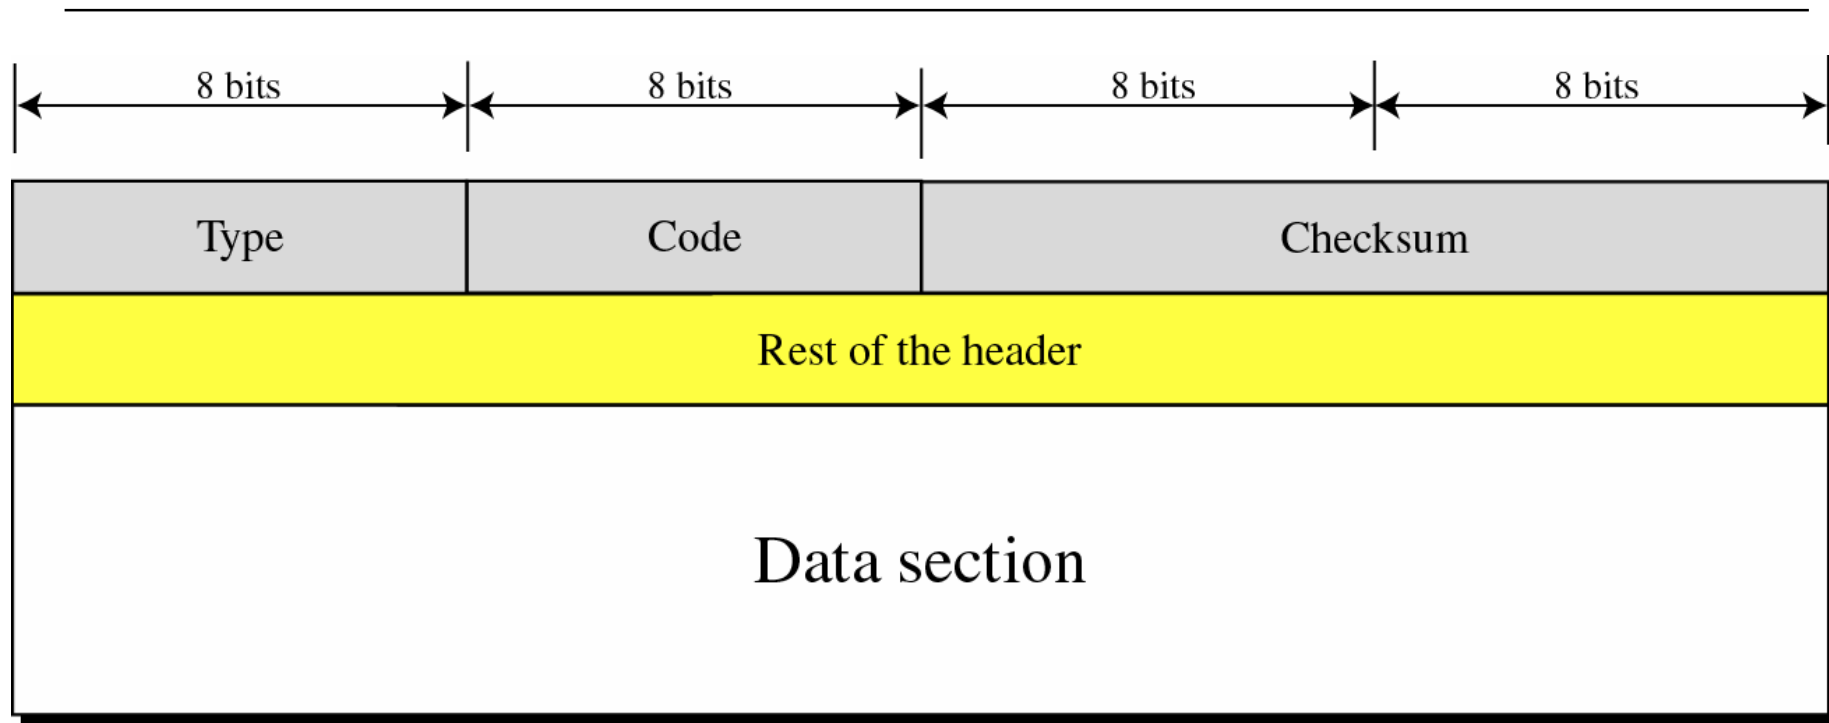 8 bits 8 bits 8 bits 8 bits
Type Code Checksum
Rest of the header
Data section